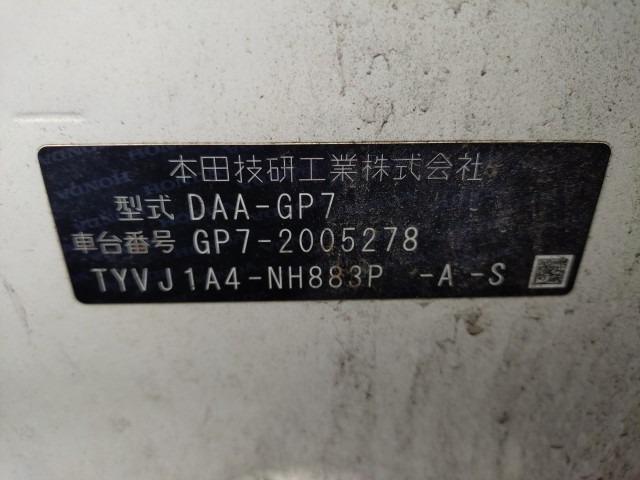 本田技研工業株式会社
型式 DAA-GP7
車台番号 GP7-2005278
TYVJ1A4-NH883P -A -S